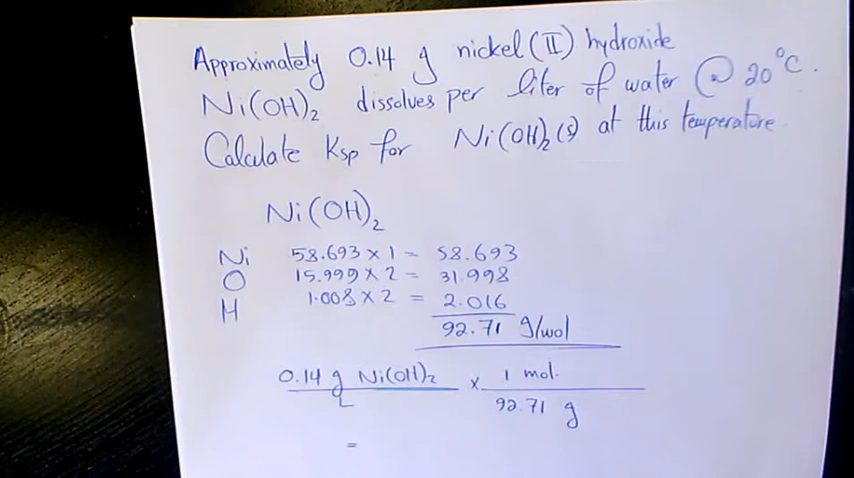 Approximately 0.14 g nickel (II) hydroxide
Ni(OH)₂ dissolves per liter of water @ 20°C.
Calculate Ksp for Ni(OH)₂(s) at this temperature.
Ni(OH)₂
Ni 58.693 x 1 = 58.693
O 15.999 x 2 = 31.998
H 1.008 x 2 = 2.016
92.71 g/mol
0.14 g Ni(OH)₂ x 1 mol.
L 92.71 g
=